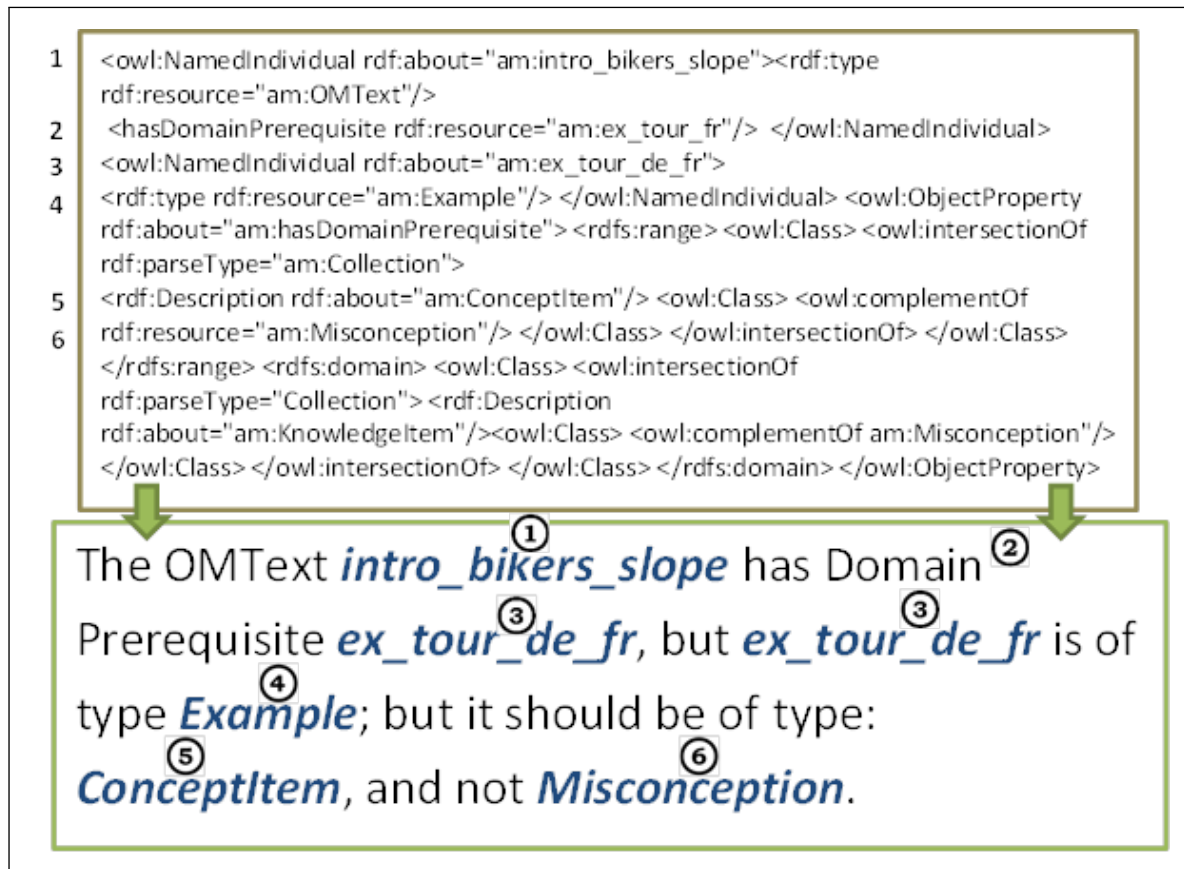 1 <owl:NamedIndividual rdf:about="am:intro_bikers_slope"><rdf:type
rdf:resource="am:OMText"/>
2 <hasDomainPrerequisite rdf:resource="am:ex_tour_fr"/> </owl:NamedIndividual>
3 <owl:NamedIndividual rdf:about="am:ex_tour_de_fr">
4 <rdf:type rdf:resource="am:Example"/> </owl:NamedIndividual> <owl:ObjectProperty
rdf:about="am:hasDomainPrerequisite"> <rdfs:range> <owl:Class> <owl:intersectionOf
rdf:parseType="am:Collection">
5 <rdf:Description rdf:about="am:ConceptItem"/> <owl:Class> <owl:complementOf
6 rdf:resource="am:Misconception"/> </owl:Class> </owl:intersectionOf> </owl:Class>
</rdfs:range> <rdfs:domain> <owl:Class> <owl:intersectionOf
rdf:parseType="Collection"> <rdf:Description
rdf:about="am:KnowledgeItem"/><owl:Class> <owl:complementOf am:Misconception"/>
</owl:Class> </owl:intersectionOf> </owl:Class> </rdfs:domain> </owl:ObjectProperty>
① ②
The OMText intro_bikers_slope has Domain
③ ③
Prerequisite ex_tour_de_fr, but ex_tour_de_fr is of
④
type Example; but it should be of type:
⑤ ⑥
ConceptItem, and not Misconception.